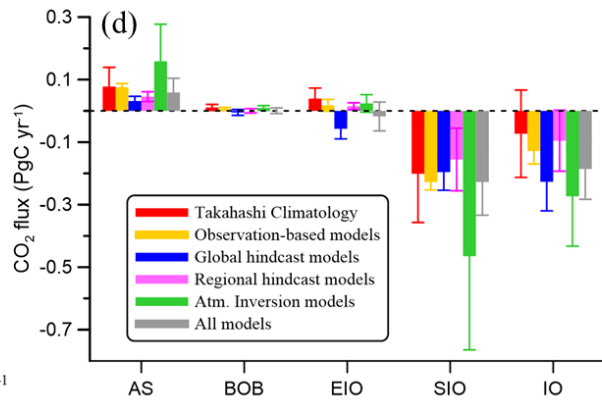 (d)
CO₂ flux (PgC yr⁻¹)
0.3
0.1
-0.1
-0.3
-0.5
-0.7
Takahashi Climatology
Observation-based models
Global hindcast models
Regional hindcast models
Atm. Inversion models
All models
-1
AS BOB EIO SIO IO